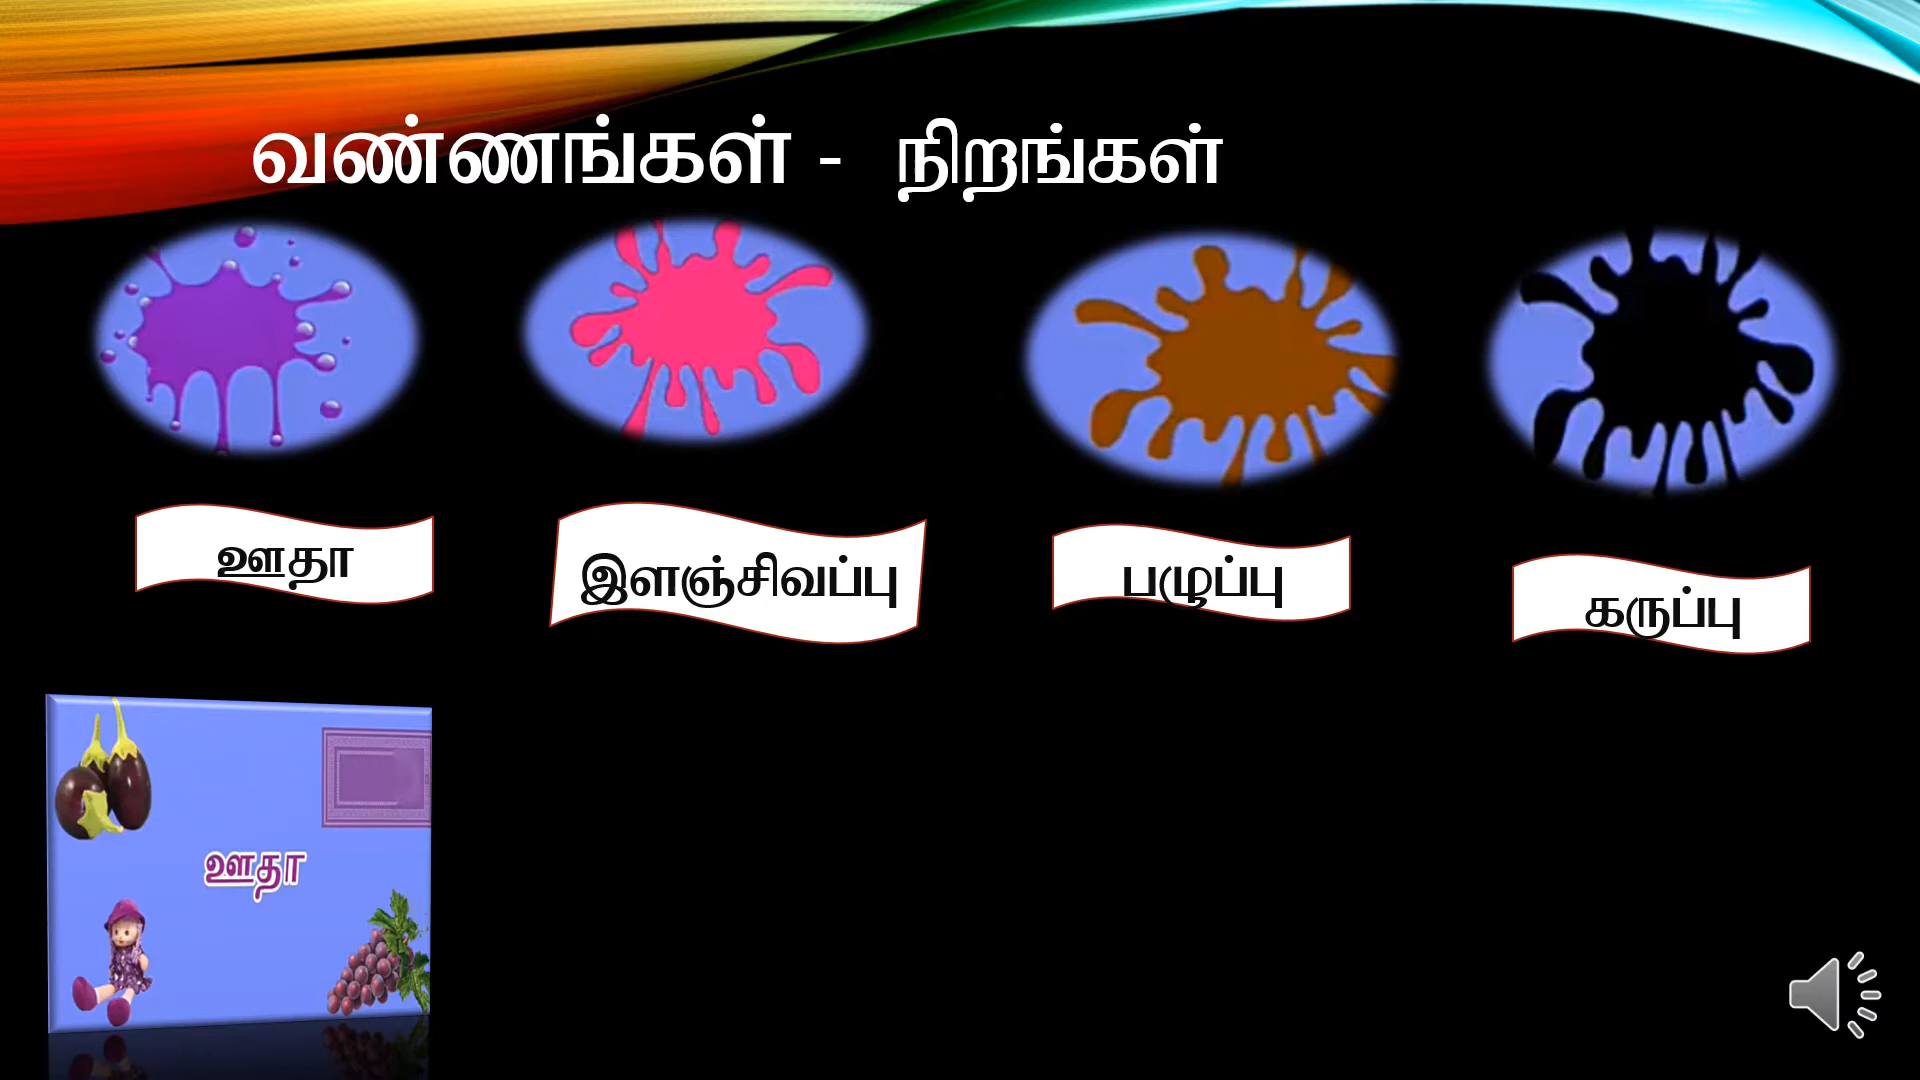 வண்ணங்கள் - நிறங்கள்
ஊதா
இளஞ்சிவப்பு
பழுப்பு
கருப்பு
ஊதா